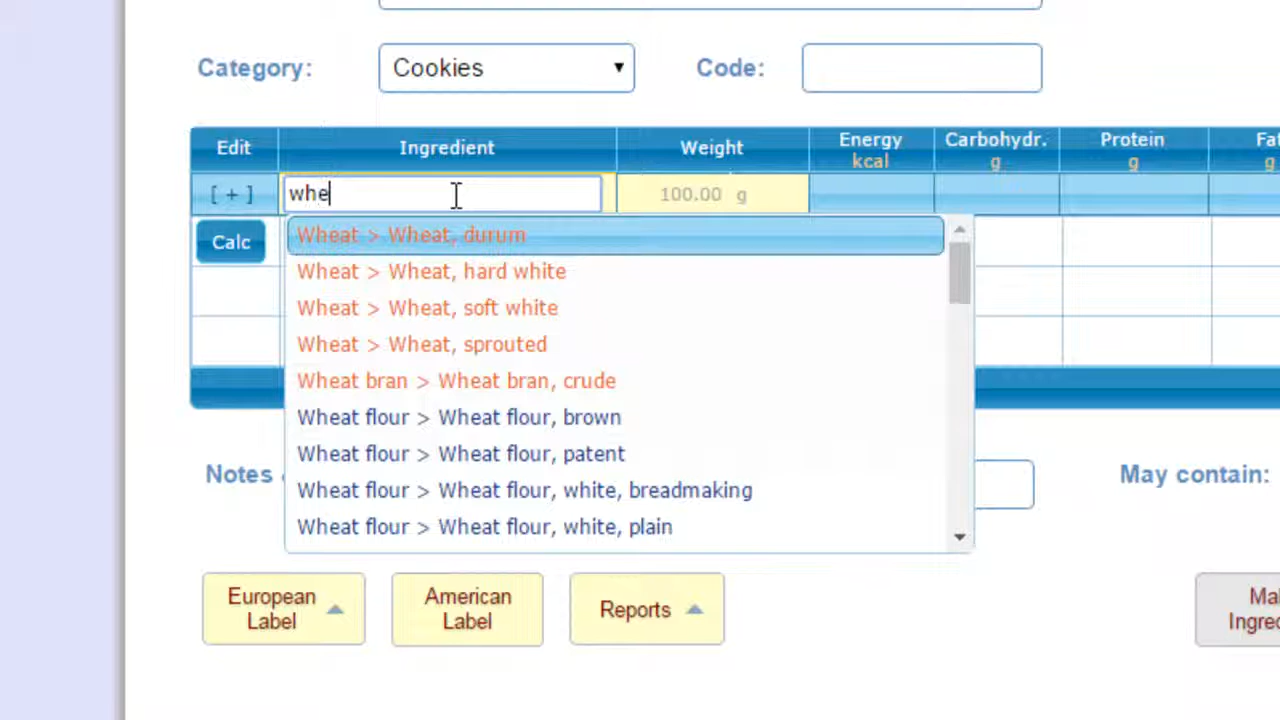 Category: Cookies Code:
Edit Ingredient Weight Energy kcal Carbohydr. g Protein g g
[ + ] whe 100.00 g
Calc
Wheat > Wheat, durum
Wheat > Wheat, hard white
Wheat > Wheat, soft white
Wheat > Wheat, sprouted
Wheat bran > Wheat bran, crude
Wheat flour > Wheat flour, brown
Wheat flour > Wheat flour, patent
Wheat flour > Wheat flour, white, breadmaking
Wheat flour > Wheat flour, white, plain
Notes May contain:
European Label American Label Reports